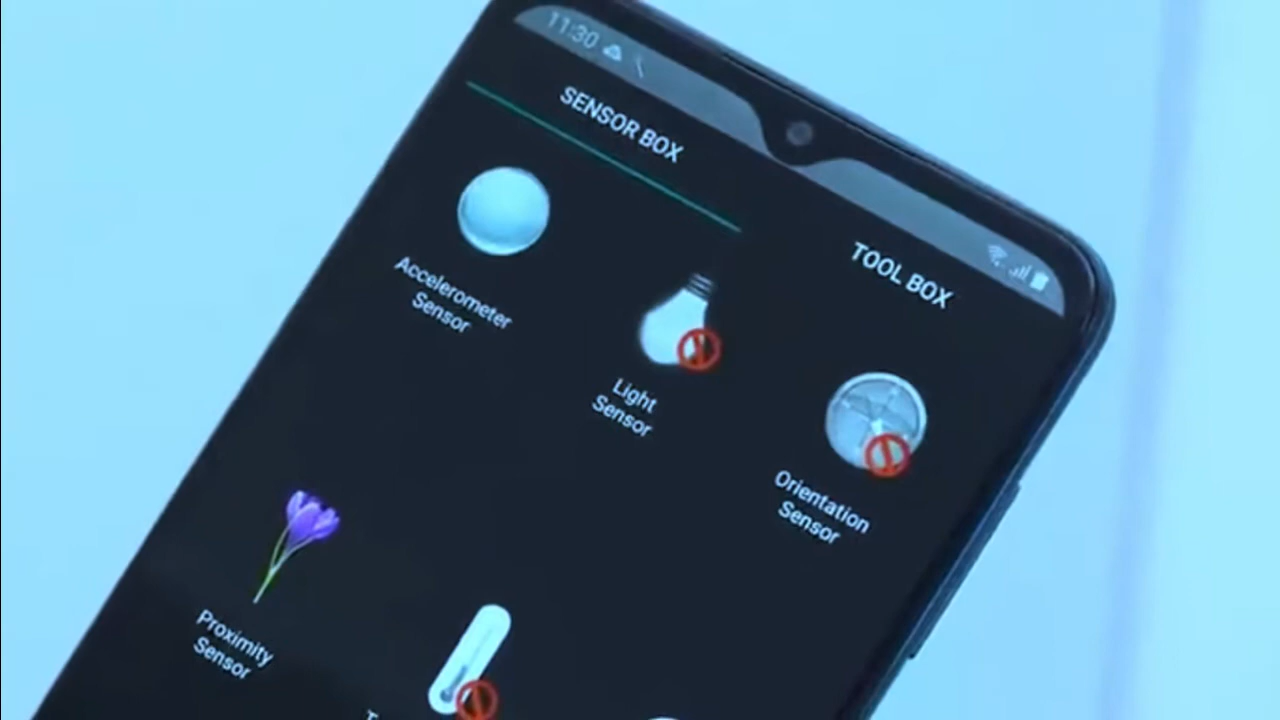 11:30
SENSOR BOX
TOOL BOX
Accelerometer
Sensor
Light
Sensor
Orientation
Sensor
Proximity
Sensor